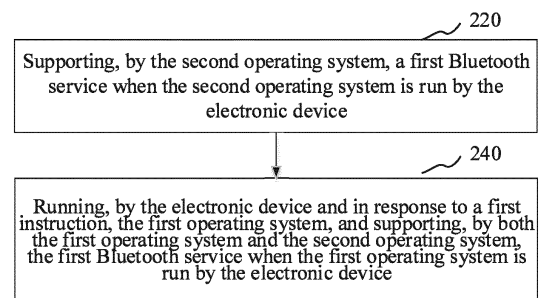 220
Supporting, by the second operating system, a first Bluetooth
service when the second operating system is run by the
electronic device
240
Running, by the electronic device and in response to a first
instruction, the first operating system, and supporting, by both
the first operating system and the second operating system,
the first Bluetooth service when the first operating system is
run by the electronic device